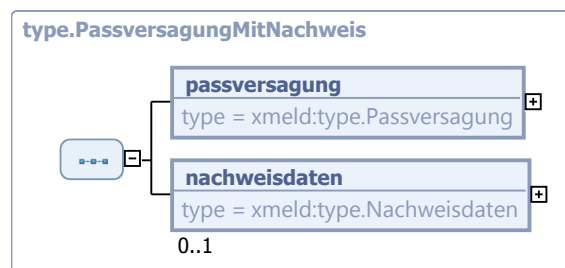 type.PassversagungMitNachweis
passversagung
type = xmeld:type.Passversagung
nachweisdaten
type = xmeld:type.Nachweisdaten
0..1